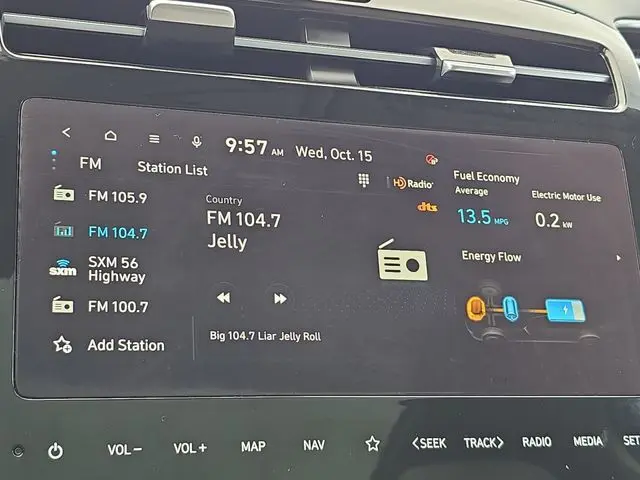 9:57 AM Wed, Oct. 15
FM
Station List
FM 105.9
FM 104.7
SXM 56
Highway
sxm
FM 100.7
Add Station
Country
FM 104.7
Jelly
Big 104.7 Liar Jelly Roll
HD Radio
dts
Fuel Economy
Average
13.5 MPG
Electric Motor Use
0.2 kW
Energy Flow
VOL− VOL+ MAP NAV <SEEK TRACK> RADIO MEDIA SET